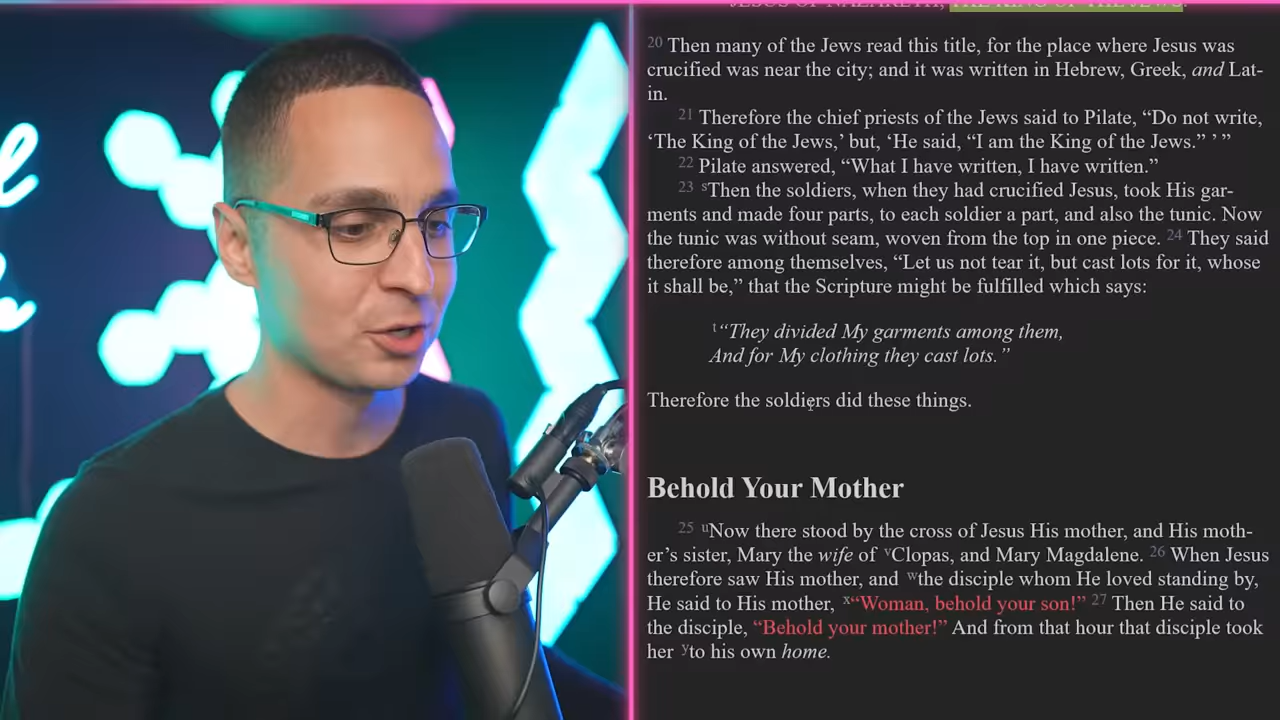 JESUS OF NAZARETH, THE KING OF THE JEWS.
20 Then many of the Jews read this title, for the place where Jesus was
crucified was near the city; and it was written in Hebrew, Greek, and Lat-
in.
21 Therefore the chief priests of the Jews said to Pilate, “Do not write,
‘The King of the Jews,’ but, ‘He said, “I am the King of the Jews.” ’ ”
22 Pilate answered, “What I have written, I have written.”
23 sThen the soldiers, when they had crucified Jesus, took His gar-
ments and made four parts, to each soldier a part, and also the tunic. Now
the tunic was without seam, woven from the top in one piece. 24 They said
therefore among themselves, “Let us not tear it, but cast lots for it, whose
it shall be,” that the Scripture might be fulfilled which says:
t“They divided My garments among them,
And for My clothing they cast lots.”
Therefore the soldiers did these things.
Behold Your Mother
25 uNow there stood by the cross of Jesus His mother, and His moth-
er’s sister, Mary the wife of vClopas, and Mary Magdalene. 26 When Jesus
therefore saw His mother, and wthe disciple whom He loved standing by,
He said to His mother, x“Woman, behold your son!” 27 Then He said to
the disciple, “Behold your mother!” And from that hour that disciple took
her yto his own home.